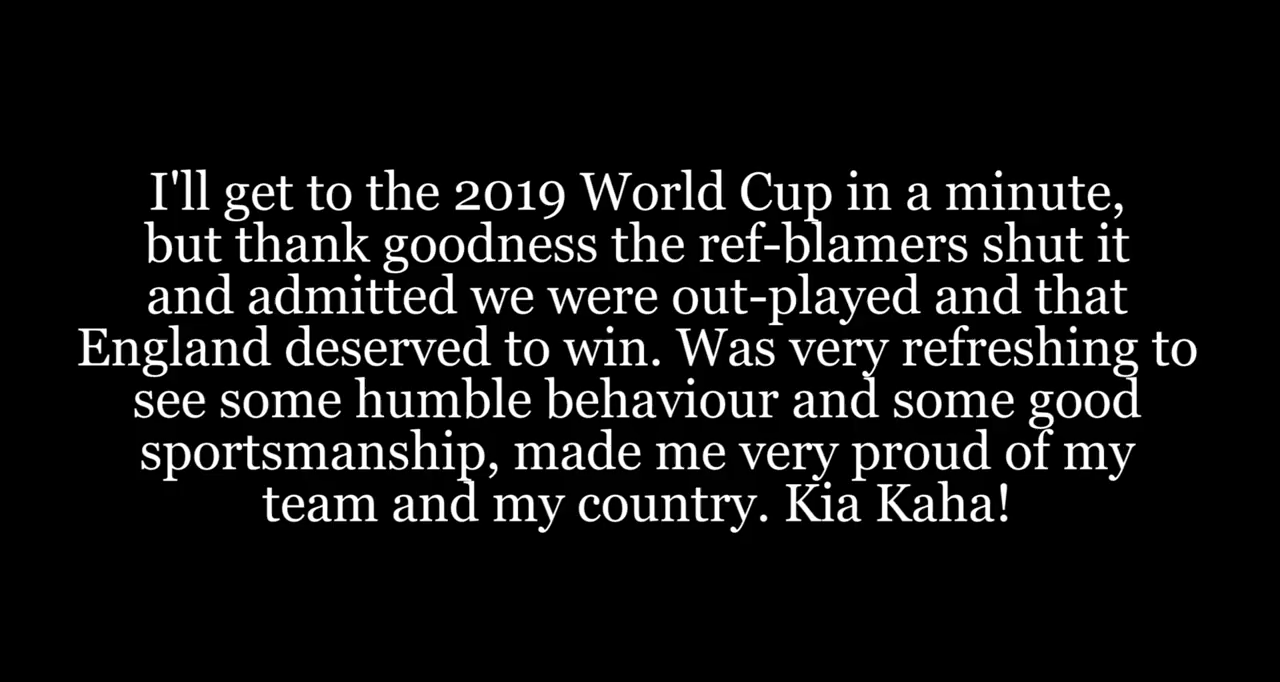 I'll get to the 2019 World Cup in a minute,
but thank goodness the ref-blamers shut it
and admitted we were out-played and that
England deserved to win. Was very refreshing to
see some humble behaviour and some good
sportsmanship, made me very proud of my
team and my country. Kia Kaha!